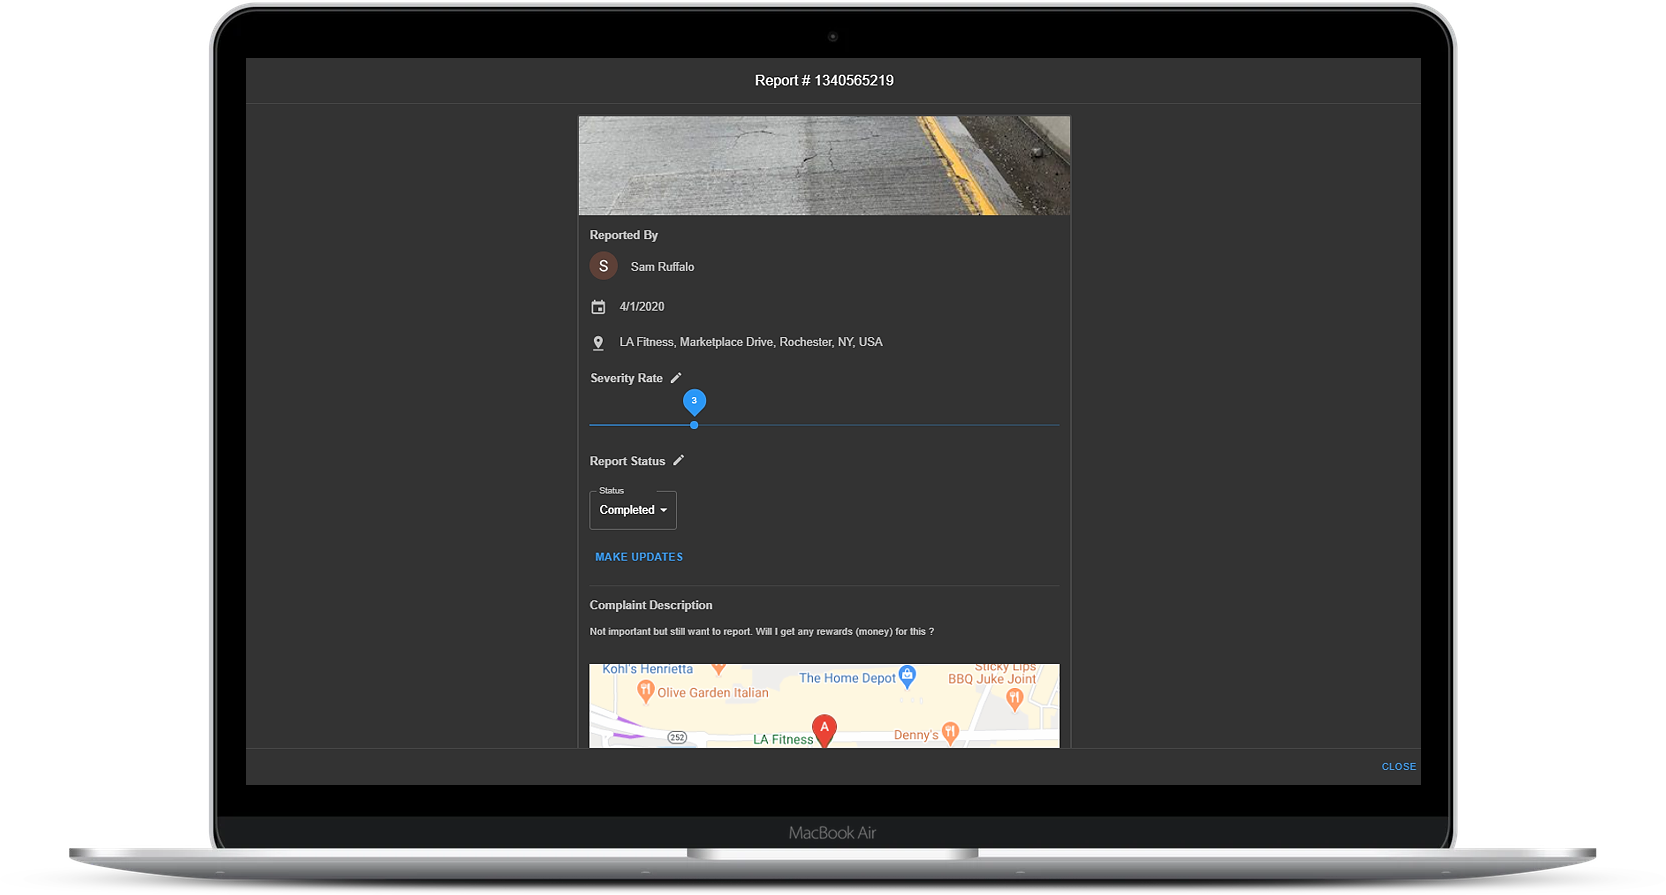 Report # 1340565219
Reported By
S
Sam Ruffalo
4/1/2020
LA Fitness, Marketplace Drive, Rochester, NY, USA
Severity Rate
3
Report Status
Status
Completed
MAKE UPDATES
Complaint Description
Not important but still want to report. Will I get any rewards (money) for this ?
Kohl's Henrietta
Olive Garden Italian
The Home Depot
Sticky Lips
BBQ Juke Joint
252
LA Fitness
A
Denny's
CLOSE
MacBook Air